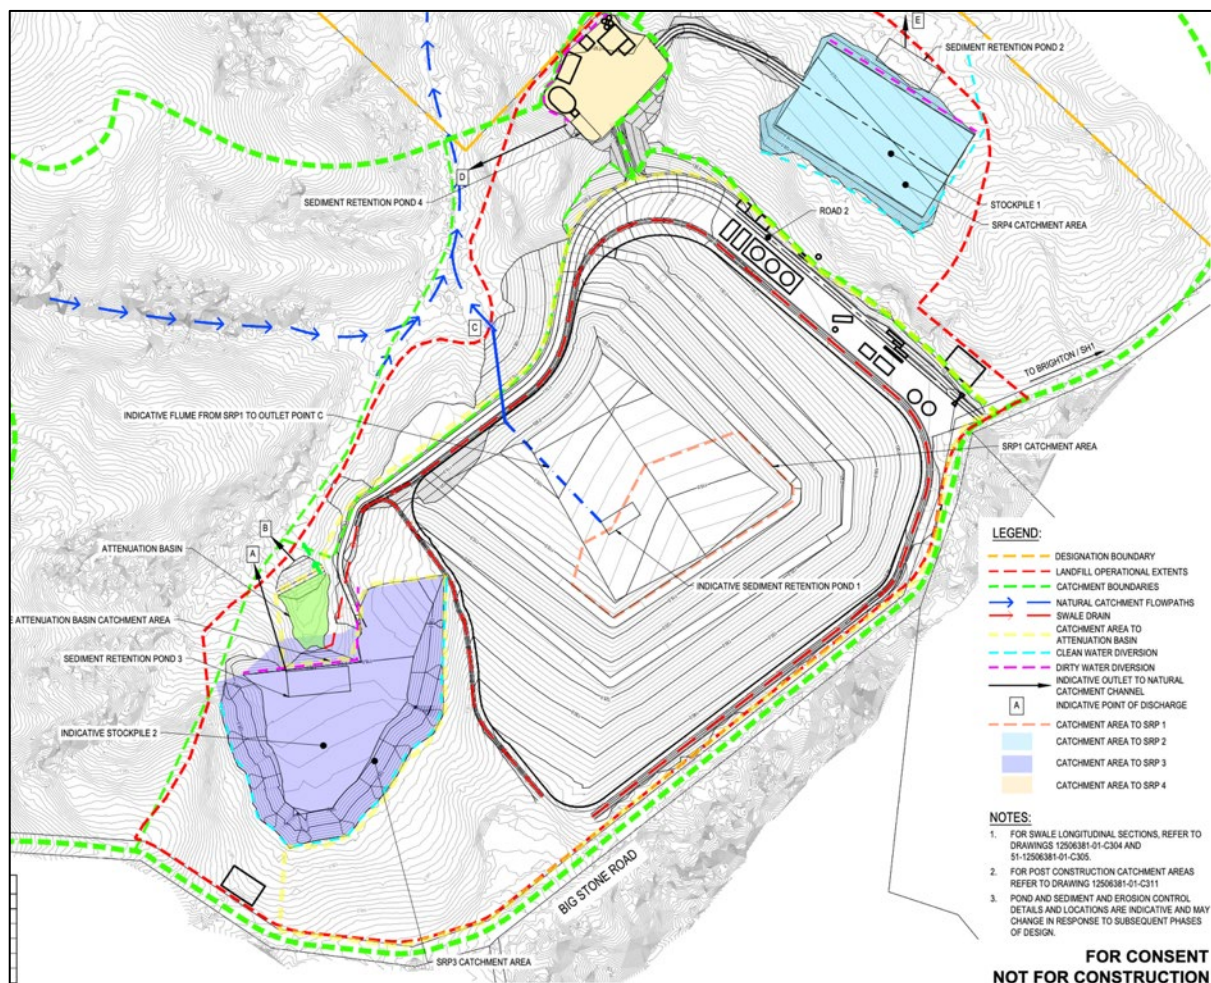 E
SEDIMENT RETENTION POND 2
D
SEDIMENT RETENTION POND 4
STOCKPILE 1
ROAD 2
SRP4 CATCHMENT AREA
C
TO BRIGHTON / SH1
INDICATIVE FLUME FROM SRP1 TO OUTLET POINT C
SRP1 CATCHMENT AREA
B
ATTENUATION BASIN
A
INDICATIVE SEDIMENT RETENTION POND 1
E ATTENUATION BASIN CATCHMENT AREA
SEDIMENT RETENTION POND 3
INDICATIVE STOCKPILE 2
BIG STONE ROAD
SRP3 CATCHMENT AREA
LEGEND:
DESIGNATION BOUNDARY
LANDFILL OPERATIONAL EXTENTS
CATCHMENT BOUNDARIES
NATURAL CATCHMENT FLOWPATHS
SWALE DRAIN
CATCHMENT AREA TO
ATTENUATION BASIN
CLEAN WATER DIVERSION
DIRTY WATER DIVERSION
INDICATIVE OUTLET TO NATURAL
CATCHMENT CHANNEL
A INDICATIVE POINT OF DISCHARGE
CATCHMENT AREA TO SRP 1
CATCHMENT AREA TO SRP 2
CATCHMENT AREA TO SRP 3
CATCHMENT AREA TO SRP 4
NOTES:
1. FOR SWALE LONGITUDINAL SECTIONS, REFER TO
DRAWINGS 12506381-01-C304 AND
51-12506381-01-C305.
2. FOR POST CONSTRUCTION CATCHMENT AREAS
REFER TO DRAWING 12506381-01-C311
3. POND AND SEDIMENT AND EROSION CONTROL
DETAILS AND LOCATIONS ARE INDICATIVE AND MAY
CHANGE IN RESPONSE TO SUBSEQUENT PHASES
OF DESIGN.
FOR CONSENT
NOT FOR CONSTRUCTION